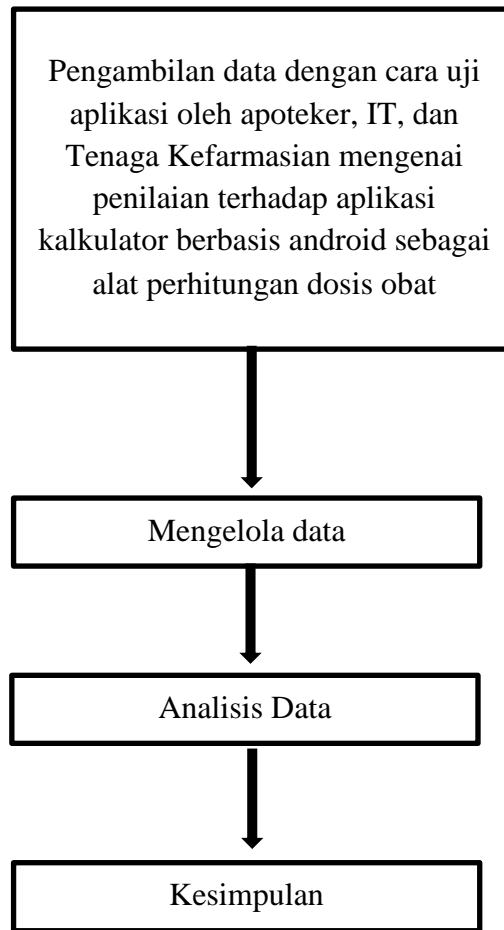 Pengambilan data dengan cara uji
aplikasi oleh apoteker, IT, dan
Tenaga Kefarmasian mengenai
penilaian terhadap aplikasi
kalkulator berbasis android sebagai
alat perhitungan dosis obat
Mengelola data
Analisis Data
Kesimpulan